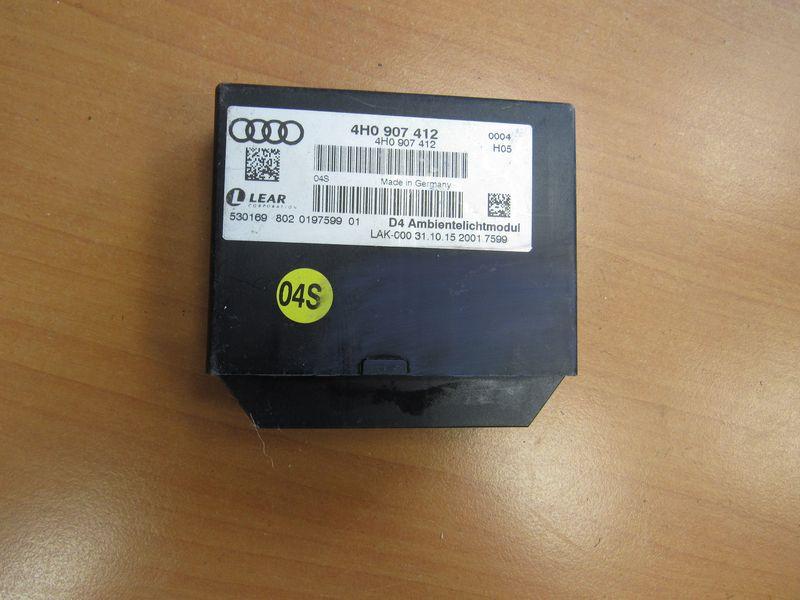 4H0 907 412
4H0 907 412
0004
H05
04S
Made in Germany
LEAR
CORPORATION
530169 802 0197599 01
D4 Ambientelichtmodul
LAK-000 31.10.15 2001 7599
04S